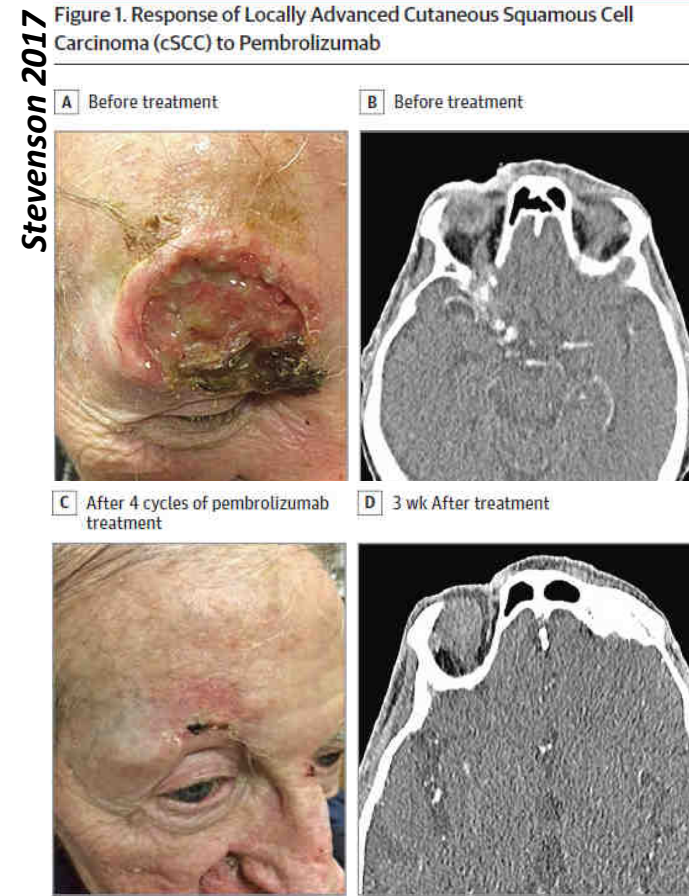 Stevenson 2017
Figure 1. Response of Locally Advanced Cutaneous Squamous Cell
Carcinoma (cSCC) to Pembrolizumab
A Before treatment
B Before treatment
C After 4 cycles of pembrolizumab
treatment
D 3 wk After treatment